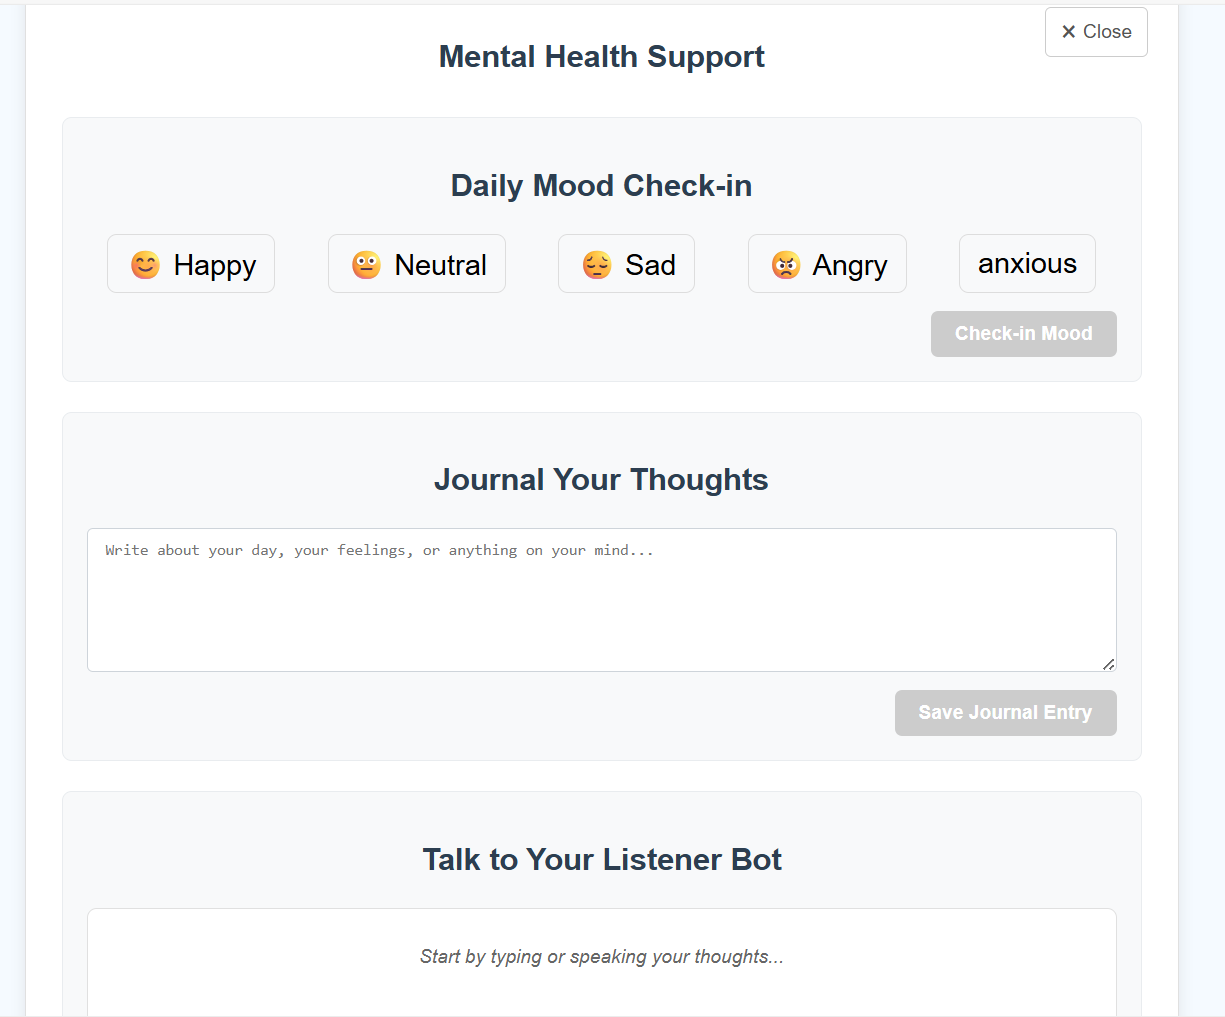 ✕ Close
Mental Health Support
Daily Mood Check-in
😊 Happy 😐 Neutral 😔 Sad 😠 Angry anxious
Check-in Mood
Journal Your Thoughts
Write about your day, your feelings, or anything on your mind...
Save Journal Entry
Talk to Your Listener Bot
Start by typing or speaking your thoughts...